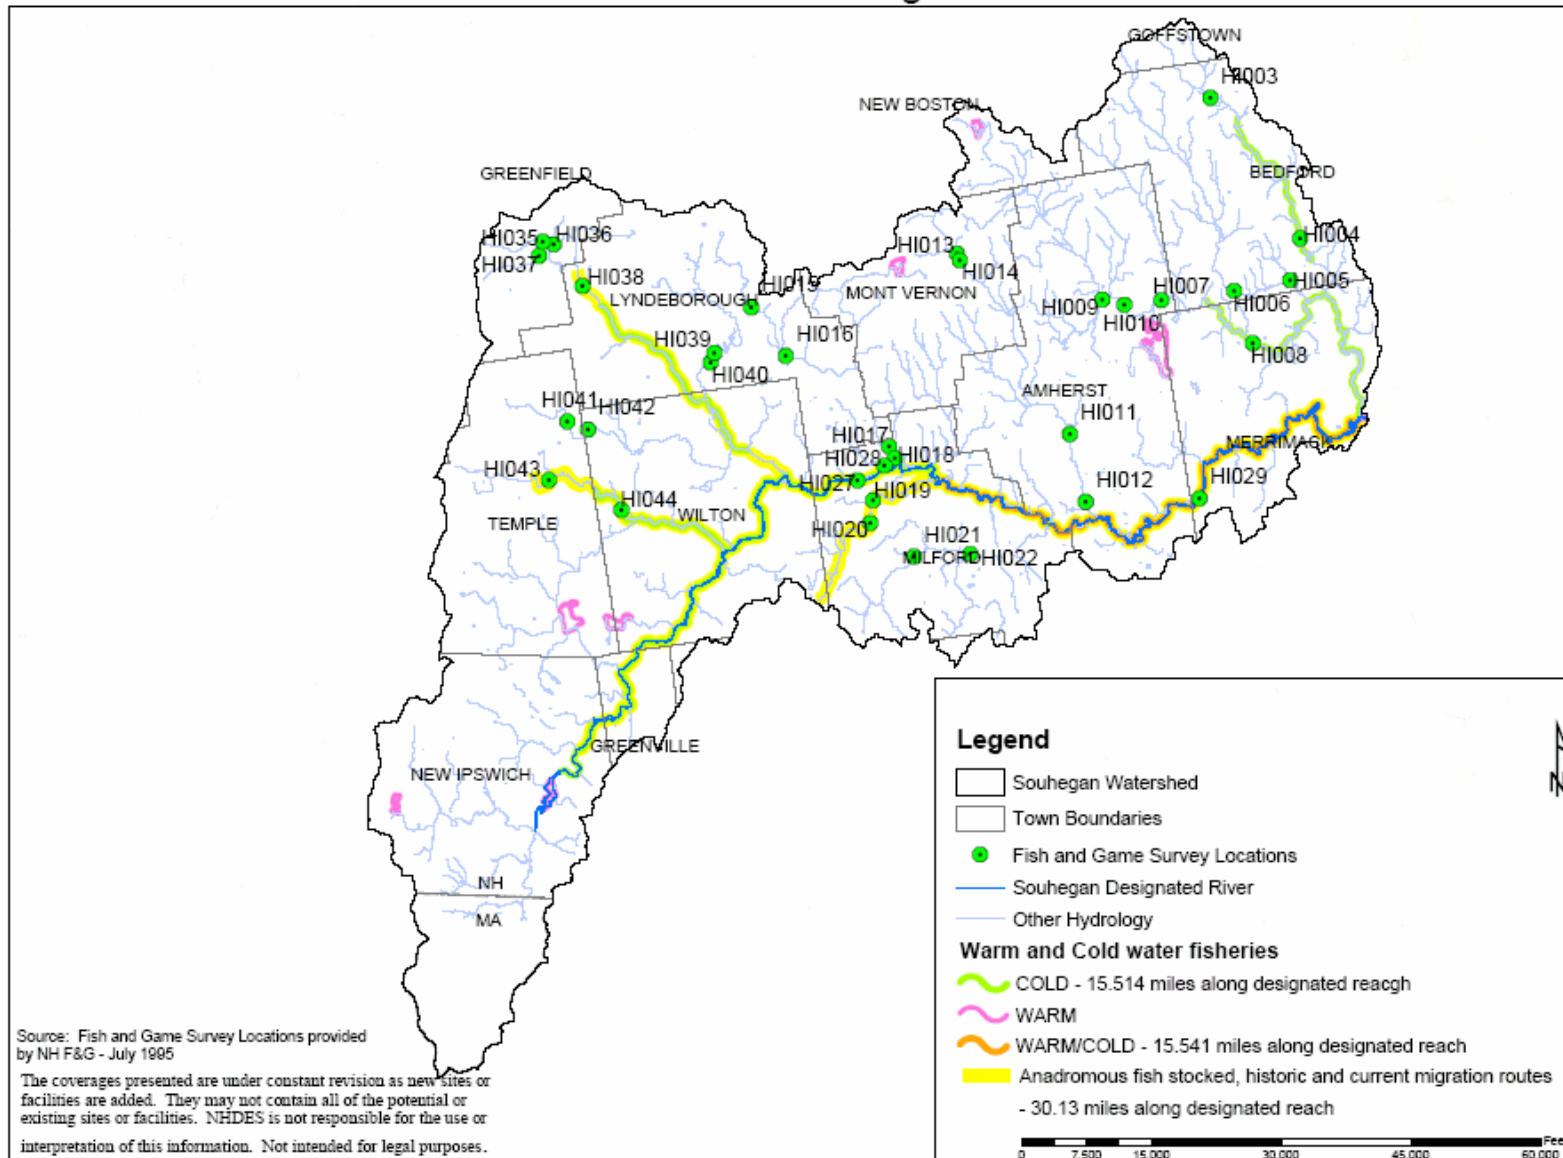 GOFFSTOWN
HI003
NEW BOSTON
GREENFIELD
BEDFORD
HI035
HI036
HI037
HI013
HI014
HI004
HI038
LYNDEBOROUGH
HI015
MONT VERNON
HI005
HI007
HI006
HI009
HI010
HI039
HI016
HI008
HI040
AMHERST
HI041
HI042
HI011
HI017
MERRIMACK
HI028
HI018
HI043
HI027
HI029
HI044
HI019
HI012
TEMPLE
WILTON
HI020
HI021
MILFORD
HI022
GREENVILLE
NEW IPSWICH
NH
MA
Legend
Souhegan Watershed
Town Boundaries
Fish and Game Survey Locations
Souhegan Designated River
Other Hydrology
Warm and Cold water fisheries
COLD - 15.514 miles along designated reacgh
WARM
WARM/COLD - 15.541 miles along designated reach
Anadromous fish stocked, historic and current migration routes
- 30.13 miles along designated reach
N
Fee
0 7,500 15,000 30,000 45,000 60,000
Source: Fish and Game Survey Locations provided
by NH F&G - July 1995
The coverages presented are under constant revision as new sites or
facilities are added. They may not contain all of the potential or
existing sites or facilities. NHDES is not responsible for the use or
interpretation of this information. Not intended for legal purposes.